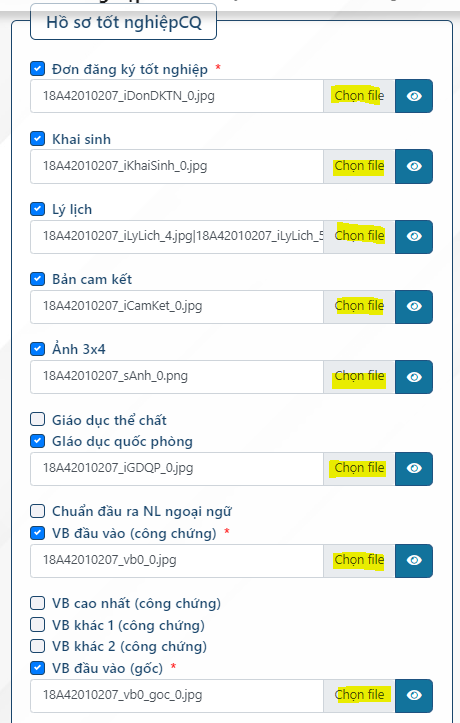 Hồ sơ tốt nghiệpCQ
Đơn đăng ký tốt nghiệp *
18A42010207_iDonDKTN_0.jpg Chọn file
Khai sinh
18A42010207_iKhaiSinh_0.jpg Chọn file
Lý lịch
18A42010207_iLyLich_4.jpg|18A42010207_iLyLich_5 Chọn file
Bản cam kết
18A42010207_iCamKet_0.jpg Chọn file
Ảnh 3x4
18A42010207_sAnh_0.png Chọn file
Giáo dục thể chất
GIáo dục quốc phòng
18A42010207_iGDQP_0.jpg Chọn file
Chuẩn đầu ra NL ngoại ngữ
VB đầu vào (công chứng) *
18A42010207_vb0_0.jpg Chọn file
VB cao nhất (công chứng)
VB khác 1 (công chứng)
VB khác 2 (công chứng)
VB đầu vào (gốc) *
18A42010207_vb0_goc_0.jpg Chọn file